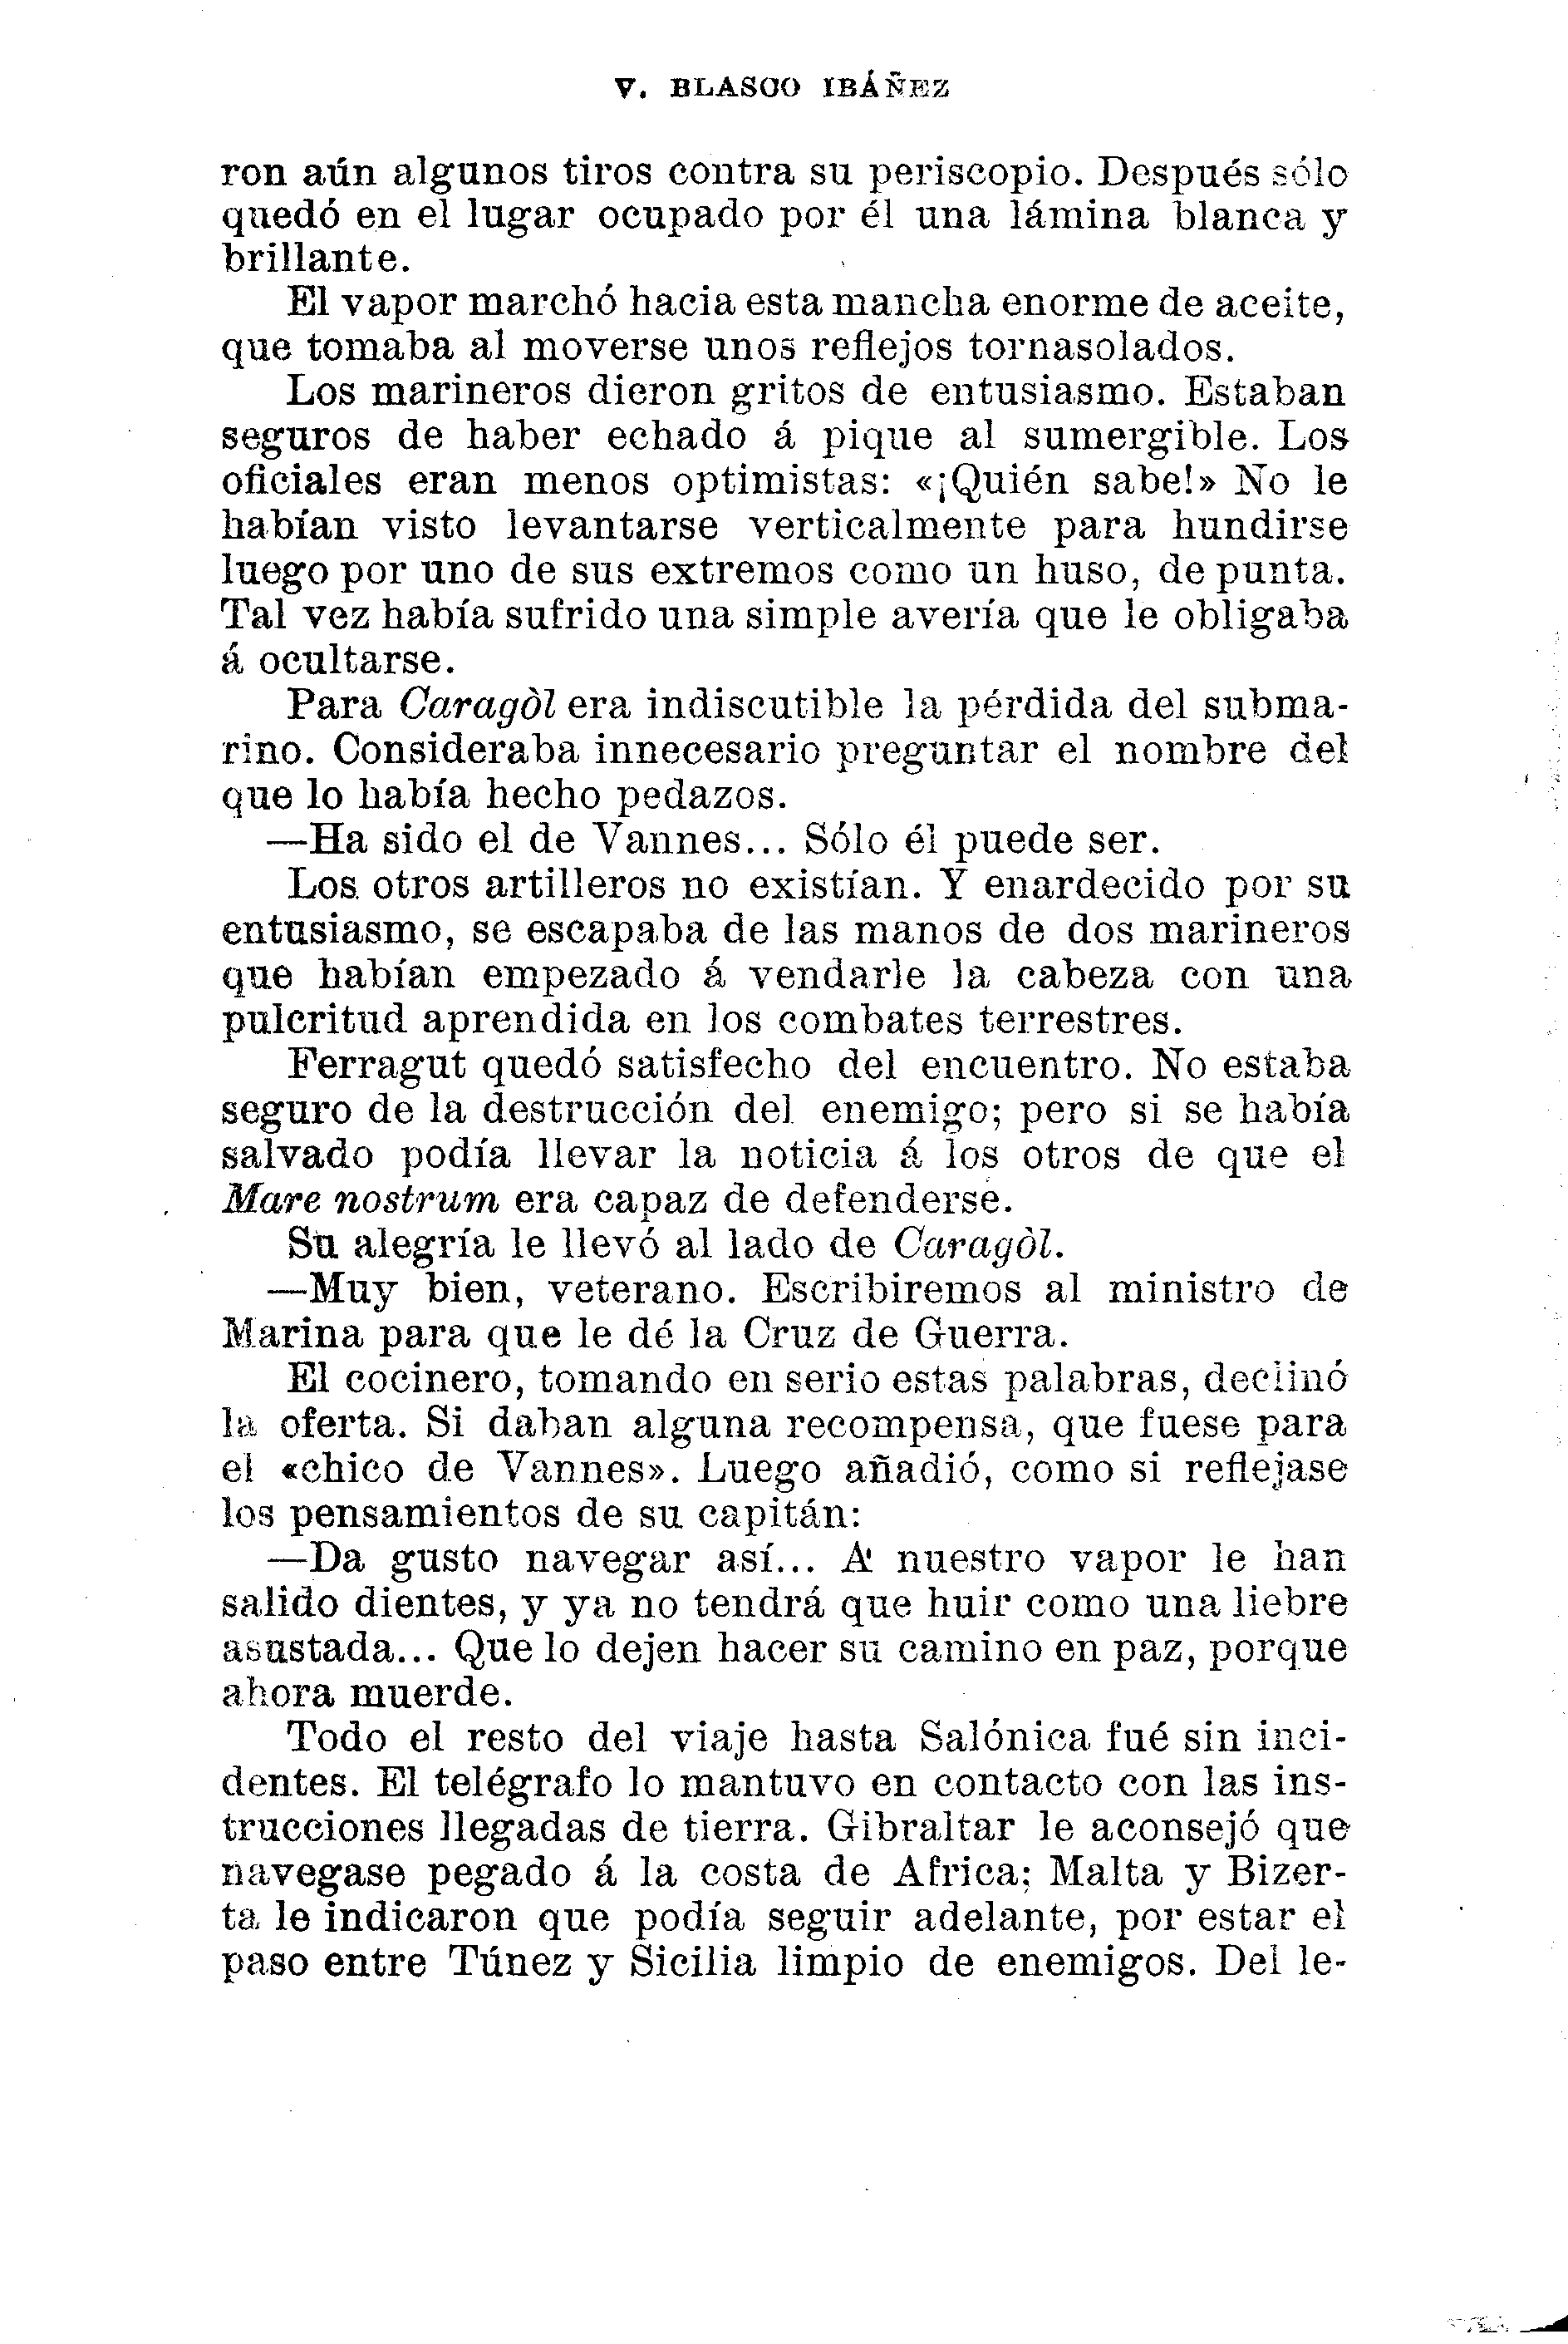 V. BLASCO IBÁÑEZ
ron aún algunos tiros contra su periscopio. Después sólo
quedó en el lugar ocupado por él una lámina blanca y
brillante.
El vapor marchó hacia esta mancha enorme de aceite,
que tomaba al moverse unos reflejos tornasolados.
Los marineros dieron gritos de entusiasmo. Estaban
seguros de haber echado á pique al sumergible. Los
oficiales eran menos optimistas: «¡Quién sabe!» No le
habían visto levantarse verticalmente para hundirse
luego por uno de sus extremos como un huso, de punta.
Tal vez había sufrido una simple avería que le obligaba
á ocultarse.
Para Caragòl era indiscutible la pérdida del subma-
rino. Consideraba innecesario preguntar el nombre del
que lo había hecho pedazos.
—Ha sido el de Vannes... Sólo él puede ser.
Los otros artilleros no existían. Y enardecido por su
entusiasmo, se escapaba de las manos de dos marineros
que habían empezado á vendarle la cabeza con una
pulcritud aprendida en los combates terrestres.
Ferragut quedó satisfecho del encuentro. No estaba
seguro de la destrucción del enemigo; pero si se había
salvado podía llevar la noticia á los otros de que el
Mare nostrum era capaz de defenderse.
Su alegría le llevó al lado de Caragòl.
—Muy bien, veterano. Escribiremos al ministro de
Marina para que le dé la Cruz de Guerra.
El cocinero, tomando en serio estas palabras, declinó
la oferta. Si daban alguna recompensa, que fuese para
el «chico de Vannes». Luego añadió, como si reflejase
los pensamientos de su capitán:
—Da gusto navegar así... A nuestro vapor le han
salido dientes, y ya no tendrá que huir como una liebre
asustada... Que lo dejen hacer su camino en paz, porque
ahora muerde.
Todo el resto del viaje hasta Salónica fué sin inci-
dentes. El telégrafo lo mantuvo en contacto con las ins-
trucciones llegadas de tierra. Gibraltar le aconsejó que
navegase pegado á la costa de Africa; Malta y Bizer-
ta le indicaron que podía seguir adelante, por estar el
paso entre Túnez y Sicilia limpio de enemigos. Del le-